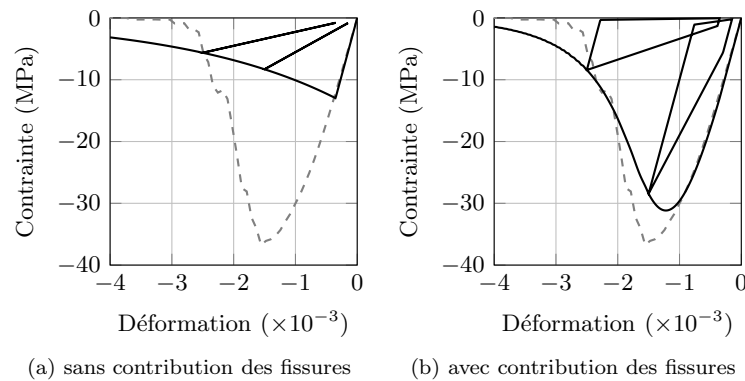 0
−10
−20
−30
−40
−4 −3 −2 −1 0
Contrainte (MPa)
Déformation (×10⁻³)
(a) sans contribution des fissures
0
−10
−20
−30
−40
−4 −3 −2 −1 0
Contrainte (MPa)
Déformation (×10⁻³)
(b) avec contribution des fissures